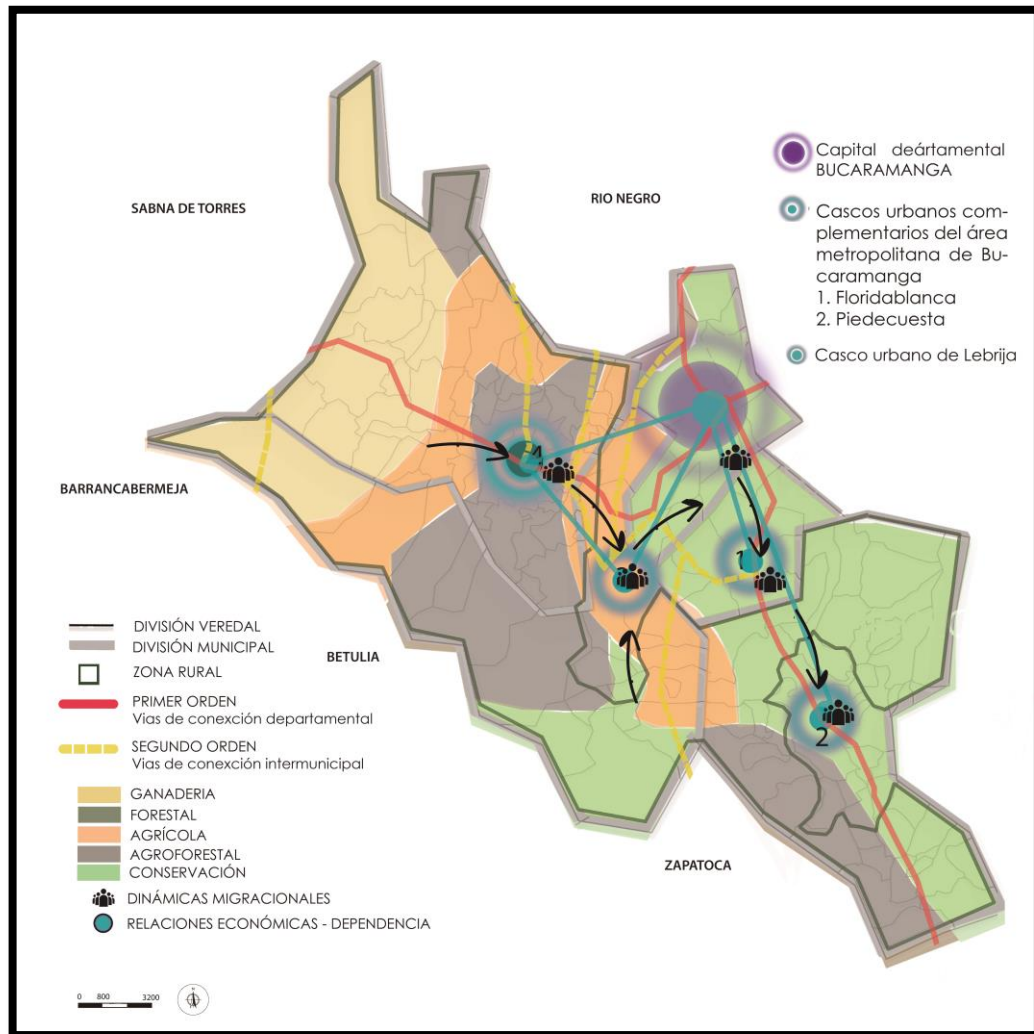 Capital deártamental
BUCARAMANGA
Cascos urbanos com-
plementarios del área
metropolitana de Bu-
caramanga
1. Floridablanca
2. Piedecuesta
Casco urbano de Lebrija
SABNA DE TORRES
RIO NEGRO
BARRANCABERMEJA
BETULIA
ZAPATOCA
4
1
2
DIVISIÓN VEREDAL
DIVISIÓN MUNICIPAL
ZONA RURAL
PRIMER ORDEN
Vias de conexción departamental
SEGUNDO ORDEN
Vias de conexción intermunicipal
GANADERIA
FORESTAL
AGRÍCOLA
AGROFORESTAL
CONSERVACIÓN
DINÁMICAS MIGRACIONALES
RELACIONES ECONÓMICAS - DEPENDENCIA
0 800 3200